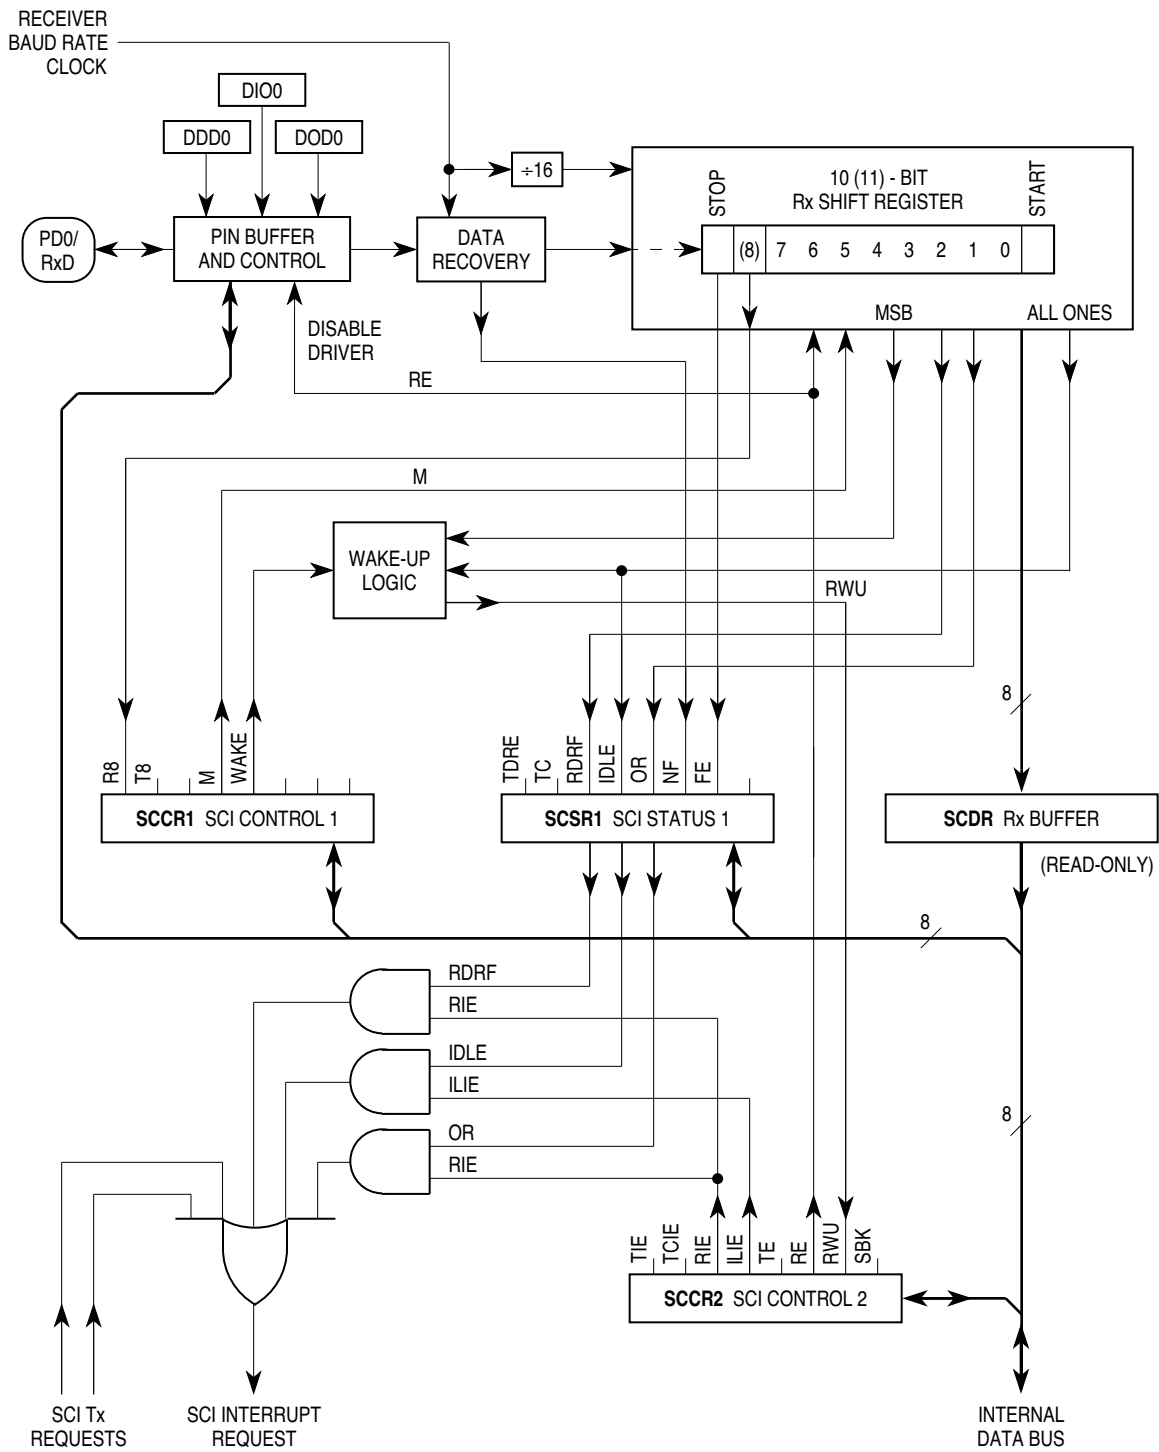 RECEIVER
BAUD RATE
CLOCK
DIO0
DDD0
DOD0
÷16
STOP
10 (11) - BIT
Rx SHIFT REGISTER
START
PD0/
RxD
PIN BUFFER
AND CONTROL
DATA
RECOVERY
(8) 7 6 5 4 3 2 1 0
MSB
ALL ONES
DISABLE
DRIVER
RE
M
WAKE-UP
LOGIC
RWU
8
R8
T8
M
WAKE
TDRE
TC
RDRF
IDLE
OR
NF
FE
SCCR1 SCI CONTROL 1
SCSR1 SCI STATUS 1
SCDR Rx BUFFER
(READ-ONLY)
8
RDRF
RIE
IDLE
ILIE
OR
RIE
8
TIE
TCIE
RIE
ILIE
TE
RE
RWU
SBK
SCCR2 SCI CONTROL 2
SCI Tx
REQUESTS
SCI INTERRUPT
REQUEST
INTERNAL
DATA BUS